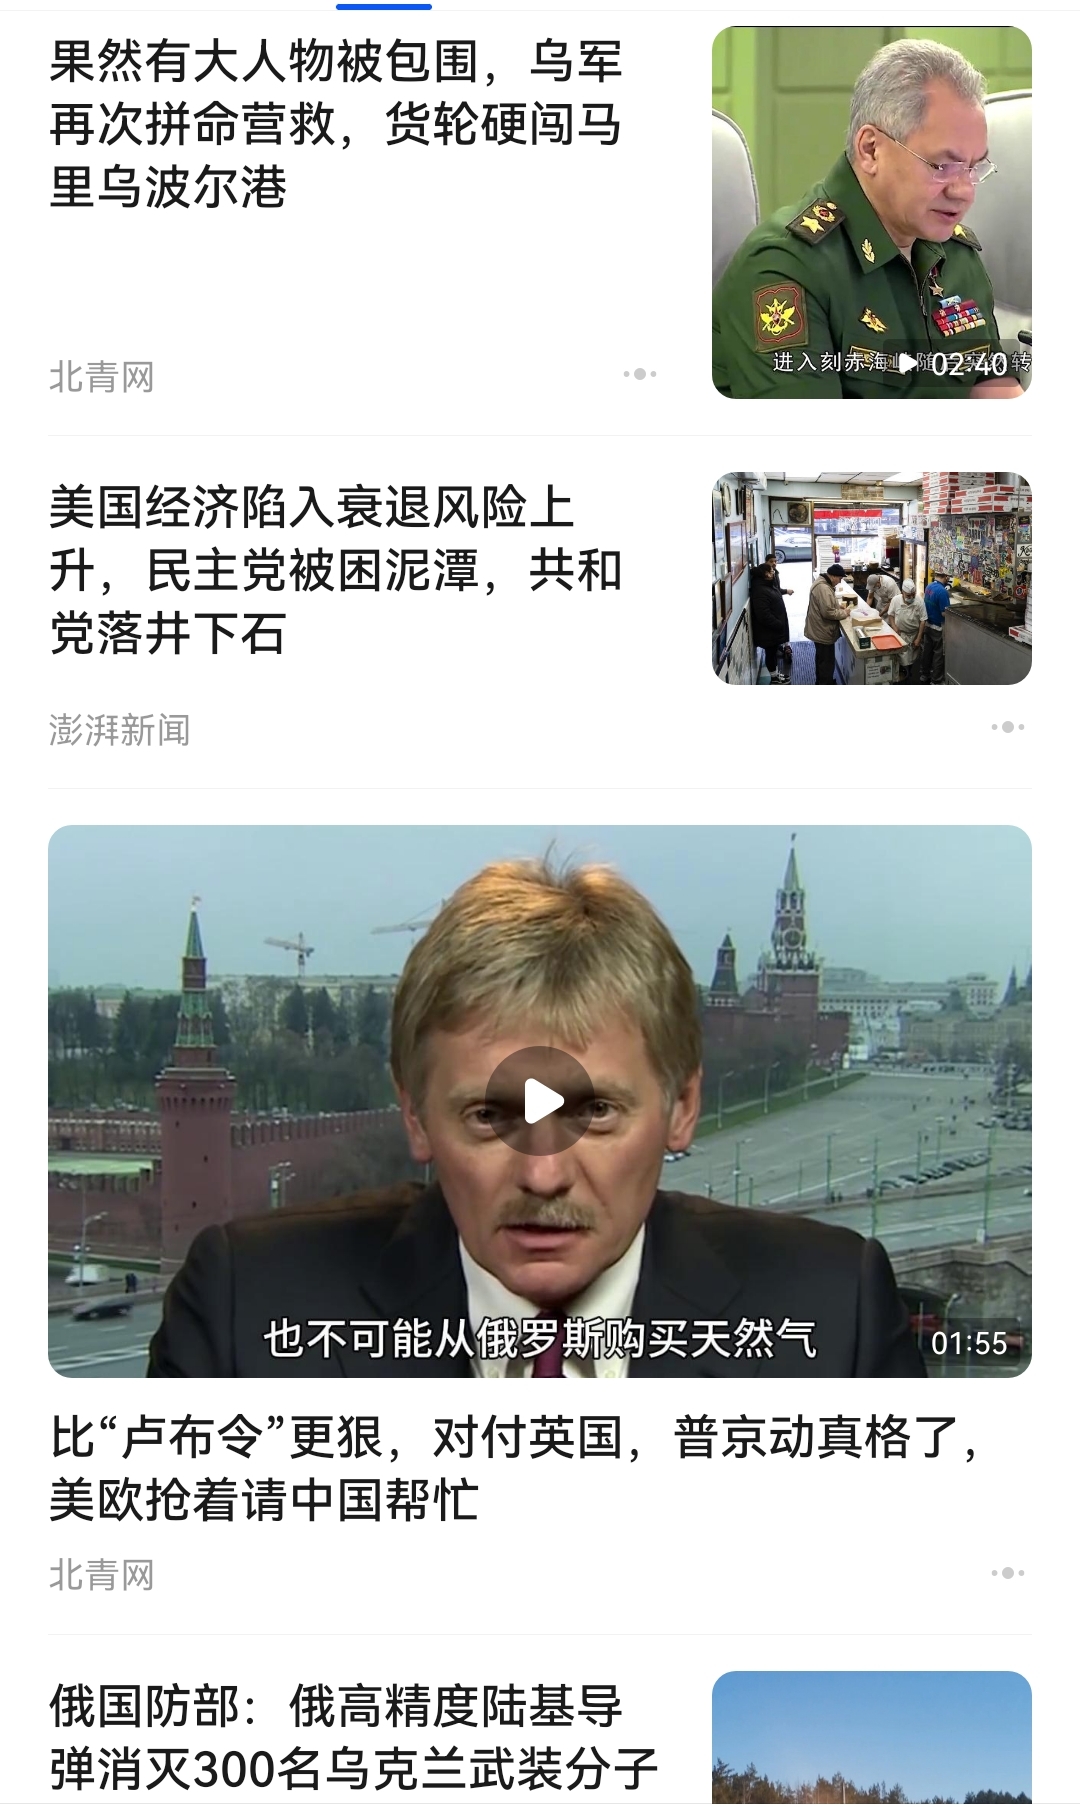 果然有大人物被包围，乌军
再次拼命营救，货轮硬闯马
里乌波尔港
进入刻赤海峡随后突然转
02:40
北青网
美国经济陷入衰退风险上
升，民主党被困泥潭，共和
党落井下石
澎湃新闻
也不可能从俄罗斯购买天然气
01:55
比“卢布令”更狠，对付英国，普京动真格了，
美欧抢着请中国帮忙
北青网
俄国防部：俄高精度陆基导
弹消灭300名乌克兰武装分子